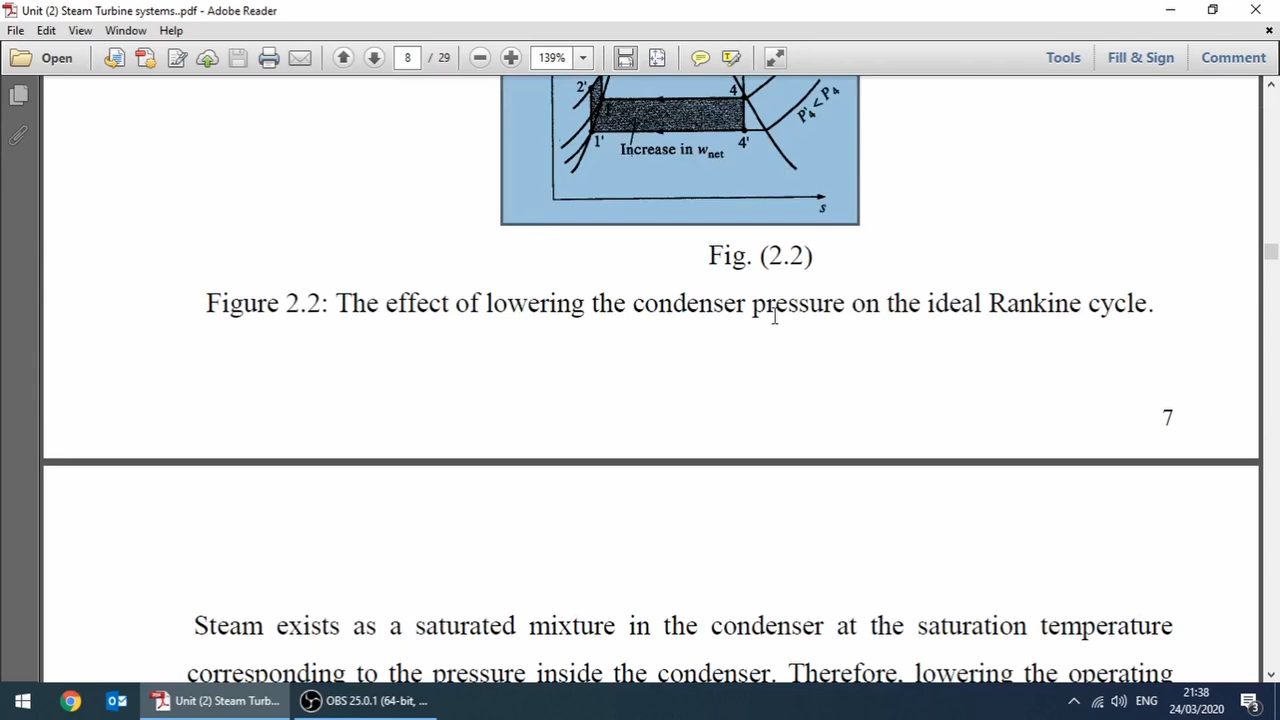 Unit (2) Steam Turbine systems..pdf - Adobe Reader
File Edit View Window Help
Open 8 / 29 139% Tools Fill & Sign Comment
2' 4 P'4 < P4
1' 4'
Increase in wnet
s
Fig. (2.2)
Figure 2.2: The effect of lowering the condenser pressure on the ideal Rankine cycle.
7
Steam exists as a saturated mixture in the condenser at the saturation temperature
corresponding to the pressure inside the condenser. Therefore, lowering the operating
Unit (2) Steam Turb... OBS 25.0.1 (64-bit, ... ENG 21:38
24/03/2020 3